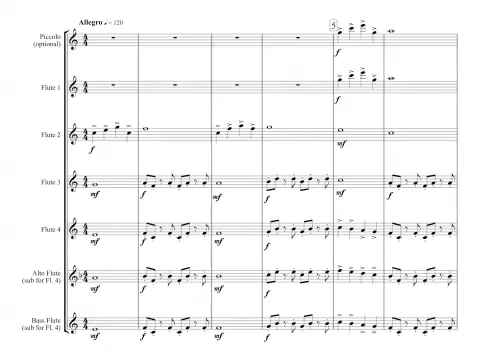 Allegro ♩ = 120
5
Piccolo
(optional)
f
Flute 1
f
Flute 2
f
mf
Flute 3
mf
f
mf
f
mf
f
Flute 4
mf
f
mf
f
Alto Flute
(sub for Fl. 4)
mf
f
mf
f
Bass Flute
(sub for Fl. 4)
mf
f
mf
f